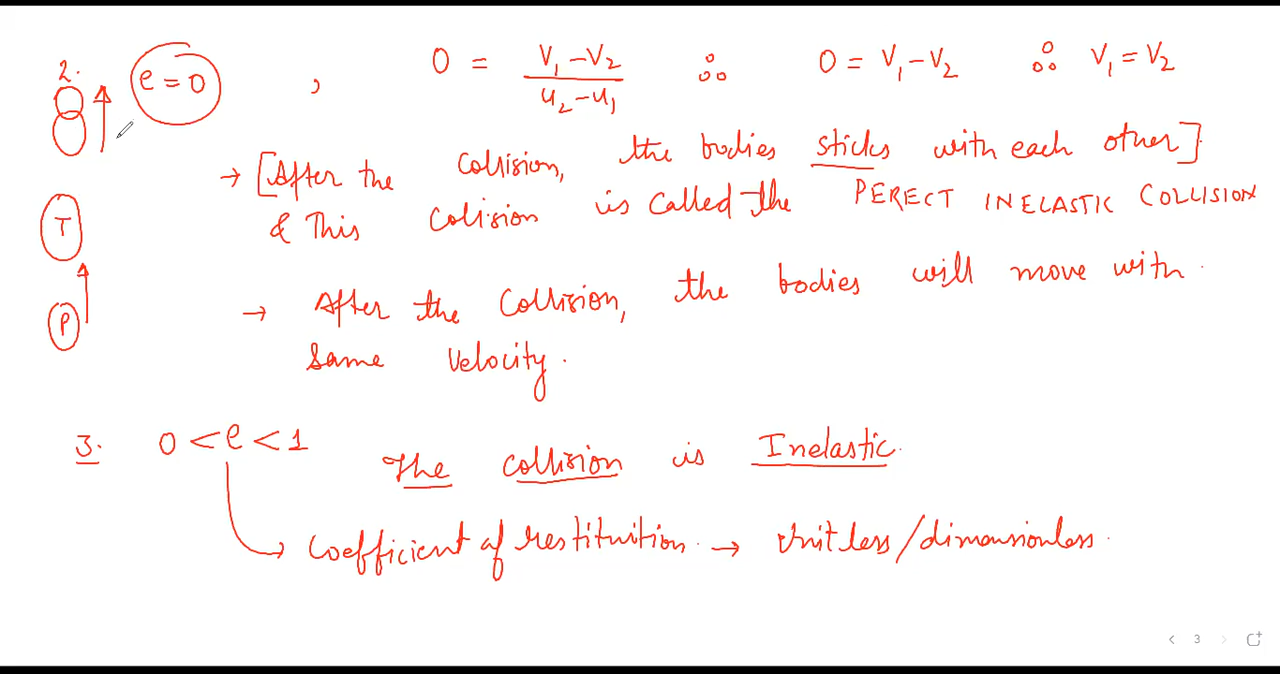 2. e = 0 , 0 = (V₁ - V₂)/(u₂ - u₁) ∴ 0 = V₁ - V₂ ∴ V₁ = V₂
→ [After the collision, the bodies sticks with each other]
& This colision is called the PERECT INELASTIC COLLISION
T
P
→ After the collision, the bodies will move with
same velocity.
3. 0 < e < 1 The collision is Inelastic.
→ coefficient of restituition. → Unitless/dimensionless.
< 3 >